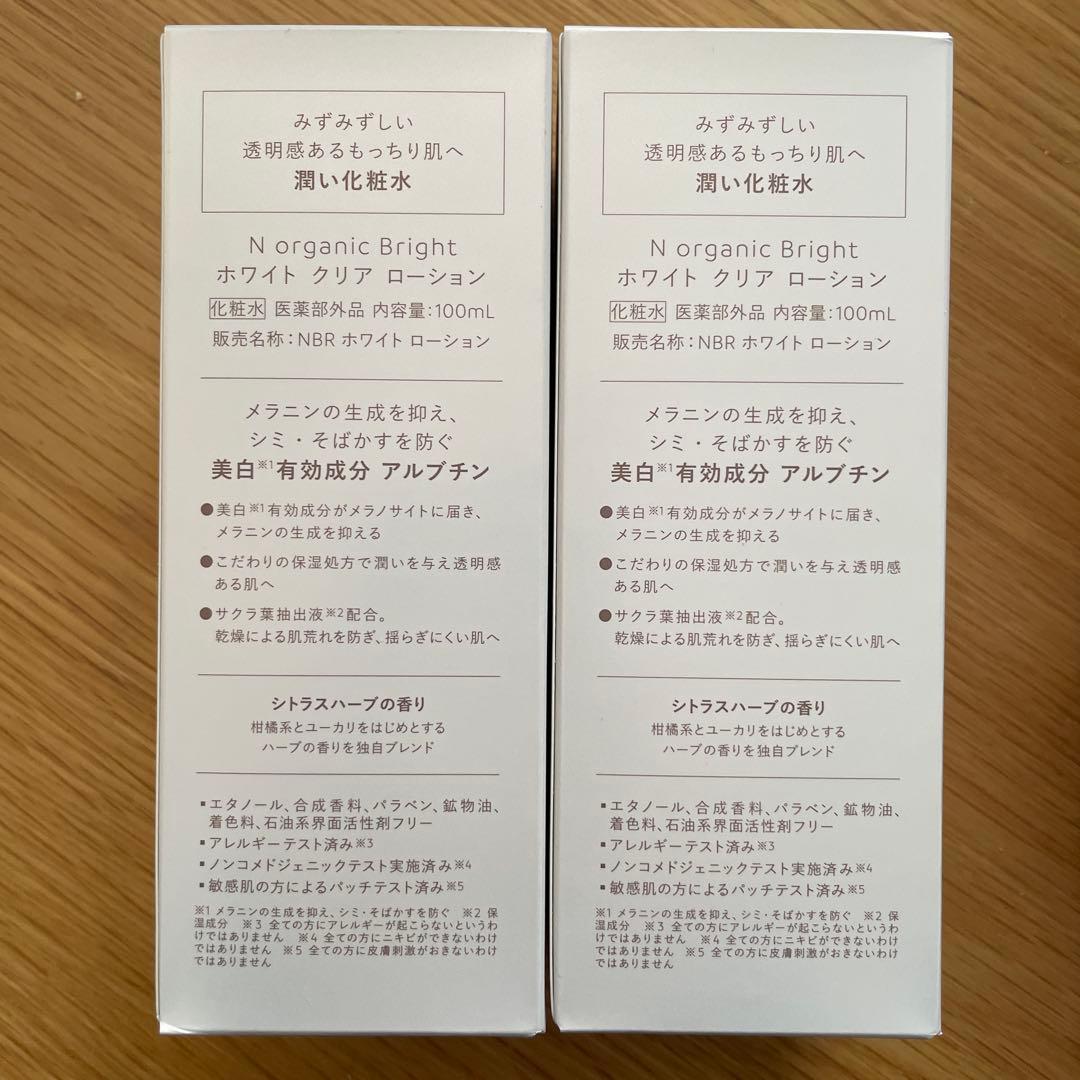 みずみずしい
透明感あるもっちり肌へ
潤い化粧水
N organic Bright
ホワイト クリア ローション
化粧水 医薬部外品 内容量:100mL
販売名称:NBR ホワイト ローション
メラニンの生成を抑え、
シミ・そばかすを防ぐ
美白※1有効成分 アルブチン
●美白※1有効成分がメラノサイトに届き、
メラニンの生成を抑える
●こだわりの保湿処方で潤いを与え透明感
ある肌へ
●サクラ葉抽出液※2配合。
乾燥による肌荒れを防ぎ、揺らぎにくい肌へ
シトラスハーブの香り
柑橘系とユーカリをはじめとする
ハーブの香りを独自ブレンド
▪エタノール、合成香料、パラベン、鉱物油、
着色料、石油系界面活性剤フリー
▪アレルギーテスト済み※3
▪ノンコメドジェニックテスト実施済み※4
▪敏感肌の方によるパッチテスト済み※5
※1 メラニンの生成を抑え、シミ・そばかすを防ぐ ※2 保
湿成分 ※3 全ての方にアレルギーが起こらないというわ
けではありません ※4 全ての方にニキビができないわけ
ではありません ※5 全ての方に皮膚刺激がおきないわけ
ではありません
みずみずしい
透明感あるもっちり肌へ
潤い化粧水
N organic Bright
ホワイト クリア ローション
化粧水 医薬部外品 内容量:100mL
販売名称:NBR ホワイト ローション
メラニンの生成を抑え、
シミ・そばかすを防ぐ
美白※1有効成分 アルブチン
●美白※1有効成分がメラノサイトに届き、
メラニンの生成を抑える
●こだわりの保湿処方で潤いを与え透明感
ある肌へ
●サクラ葉抽出液※2配合。
乾燥による肌荒れを防ぎ、揺らぎにくい肌へ
シトラスハーブの香り
柑橘系とユーカリをはじめとする
ハーブの香りを独自ブレンド
▪エタノール、合成香料、パラベン、鉱物油、
着色料、石油系界面活性剤フリー
▪アレルギーテスト済み※3
▪ノンコメドジェニックテスト実施済み※4
▪敏感肌の方によるパッチテスト済み※5
※1 メラニンの生成を抑え、シミ・そばかすを防ぐ ※2 保
湿成分 ※3 全ての方にアレルギーが起こらないというわ
けではありません ※4 全ての方にニキビができないわけ
ではありません ※5 全ての方に皮膚刺激がおきないわけ
ではありません